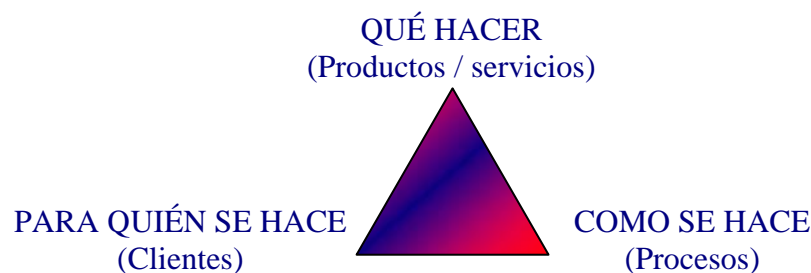 QUÉ HACER
(Productos / servicios)
PARA QUIÉN SE HACE
(Clientes)
COMO SE HACE
(Procesos)